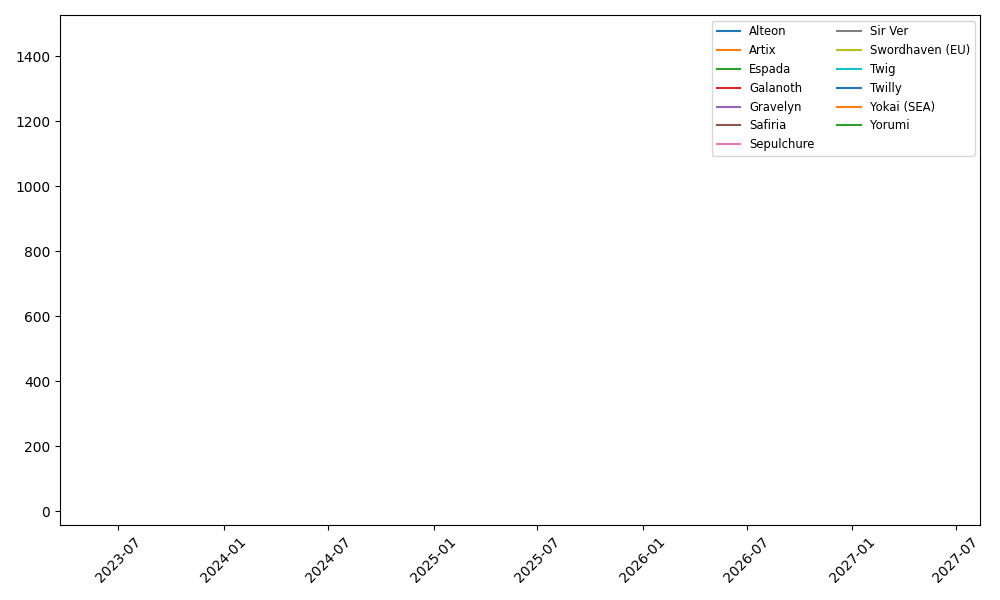 1400
1200
1000
800
600
400
200
0
2023-07
2024-01
2024-07
2025-01
2025-07
2026-01
2026-07
2027-01
2027-07
Alteon
Artix
Espada
Galanoth
Gravelyn
Safiria
Sepulchure
Sir Ver
Swordhaven (EU)
Twig
Twilly
Yokai (SEA)
Yorumi